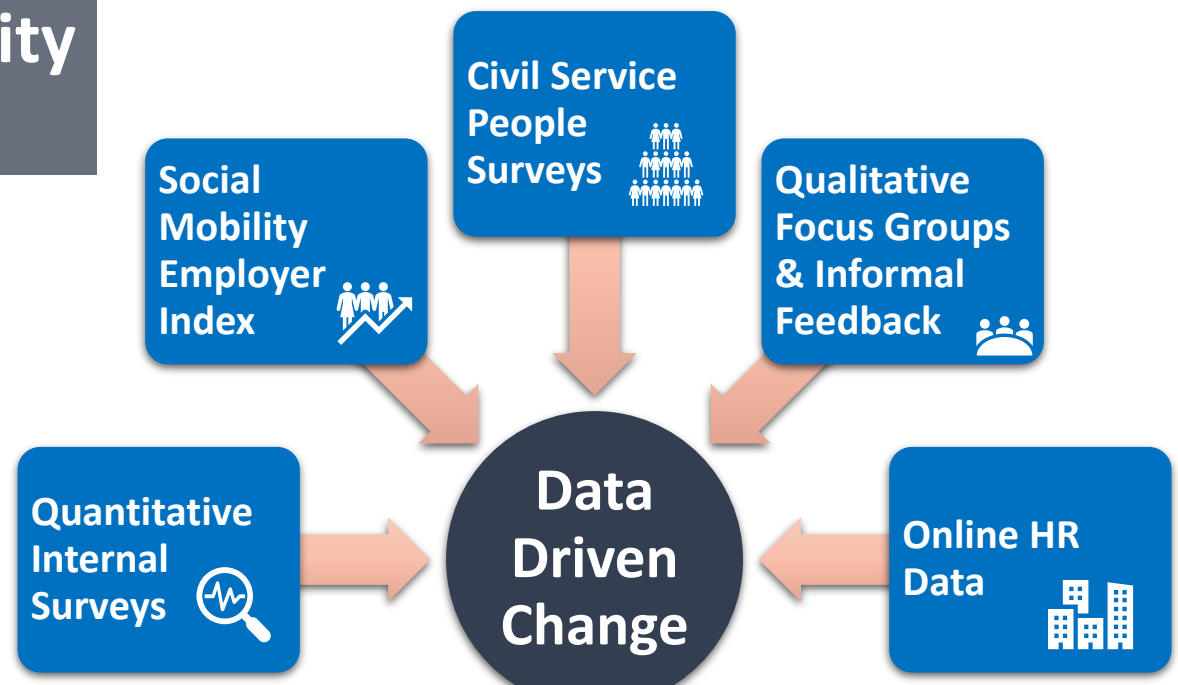 ity
Civil Service
People
Surveys
Social
Mobility
Employer
Index
Qualitative
Focus Groups
& Informal
Feedback
Quantitative
Internal
Surveys
Data
Driven
Change
Online HR
Data